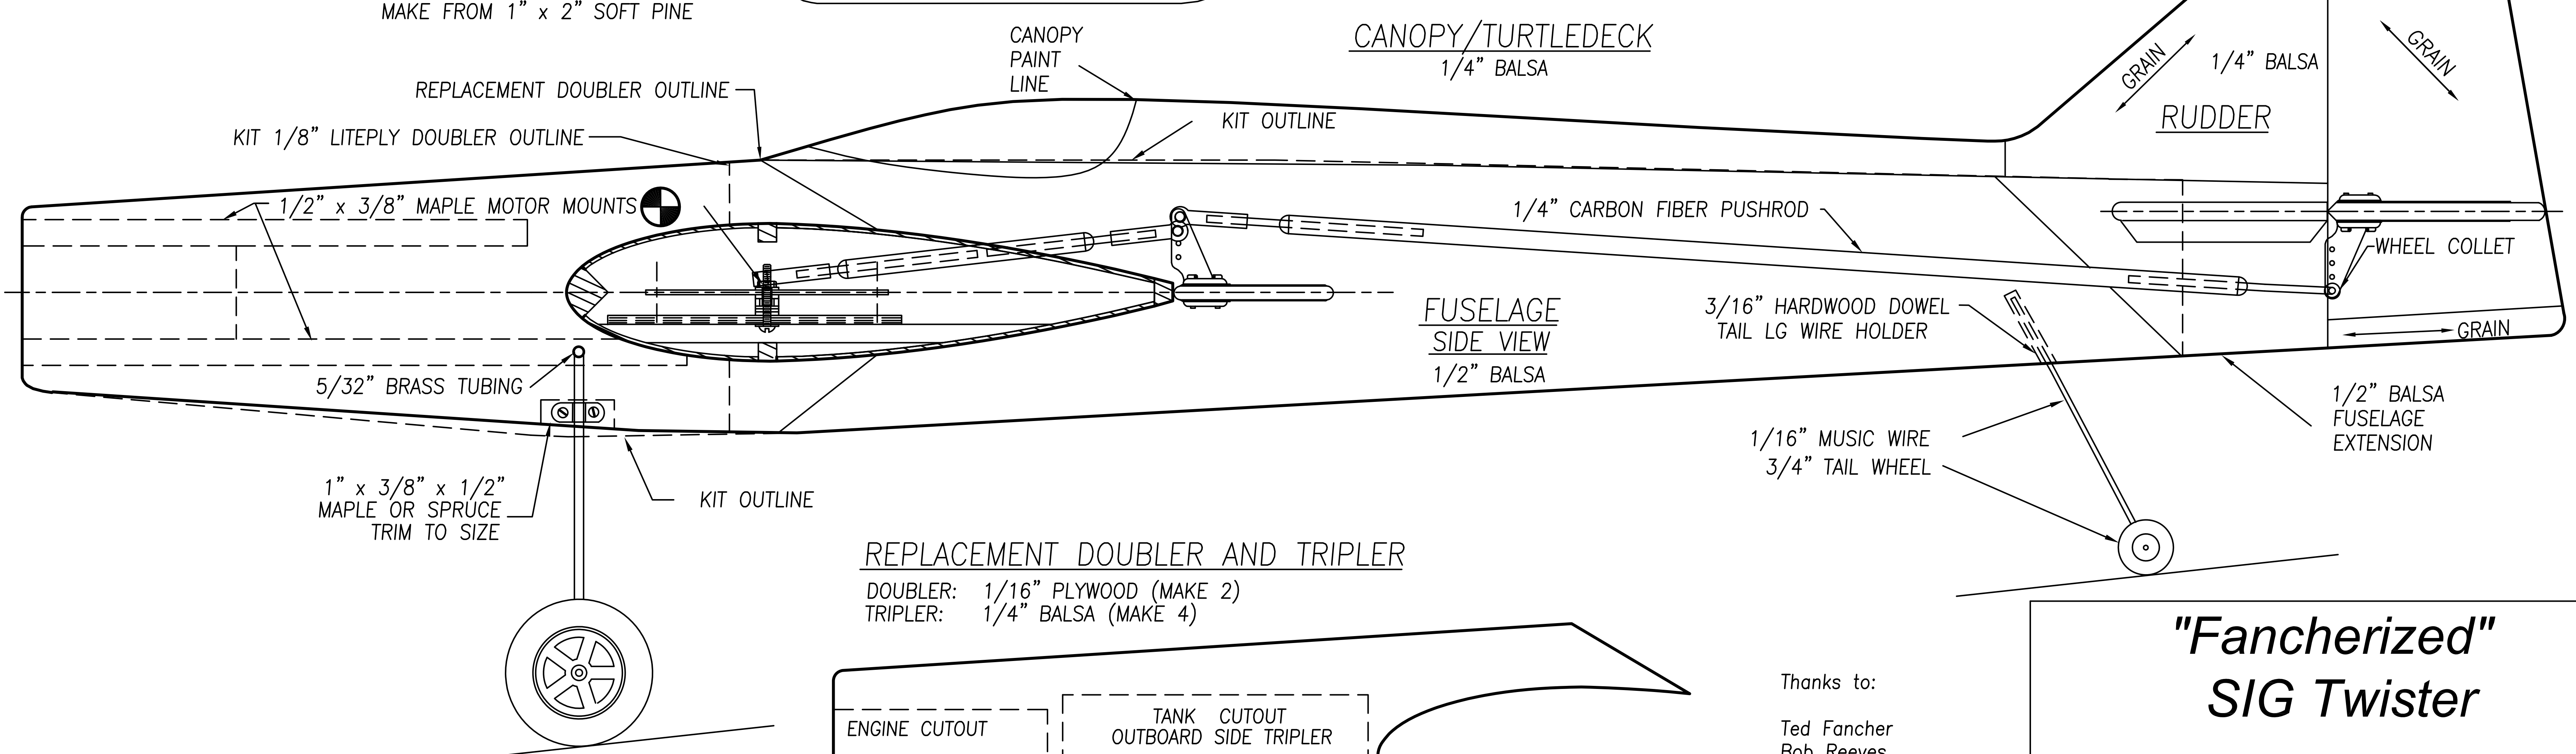 MAKE FROM 1” x 2” SOFT PINE
CANOPY
PAINT
LINE
CANOPY/TURTLEDECK
1/4” BALSA
GRAIN
1/4” BALSA
GRAIN
RUDDER
REPLACEMENT DOUBLER OUTLINE
KIT 1/8” LITEPLY DOUBLER OUTLINE
KIT OUTLINE
1/2” x 3/8” MAPLE MOTOR MOUNTS
1/4” CARBON FIBER PUSHROD
WHEEL COLLET
FUSELAGE
SIDE VIEW
1/2” BALSA
3/16” HARDWOOD DOWEL
TAIL LG WIRE HOLDER
GRAIN
5/32” BRASS TUBING
1/2” BALSA
FUSELAGE
EXTENSION
1/16” MUSIC WIRE
3/4” TAIL WHEEL
1” x 3/8” x 1/2”
MAPLE OR SPRUCE
TRIM TO SIZE
KIT OUTLINE
REPLACEMENT DOUBLER AND TRIPLER
DOUBLER: 1/16” PLYWOOD (MAKE 2)
TRIPLER: 1/4” BALSA (MAKE 4)
ENGINE CUTOUT
TANK CUTOUT
OUTBOARD SIDE TRIPLER
Thanks to:
Ted Fancher
Bob Reeves
"Fancherized"
SIG Twister